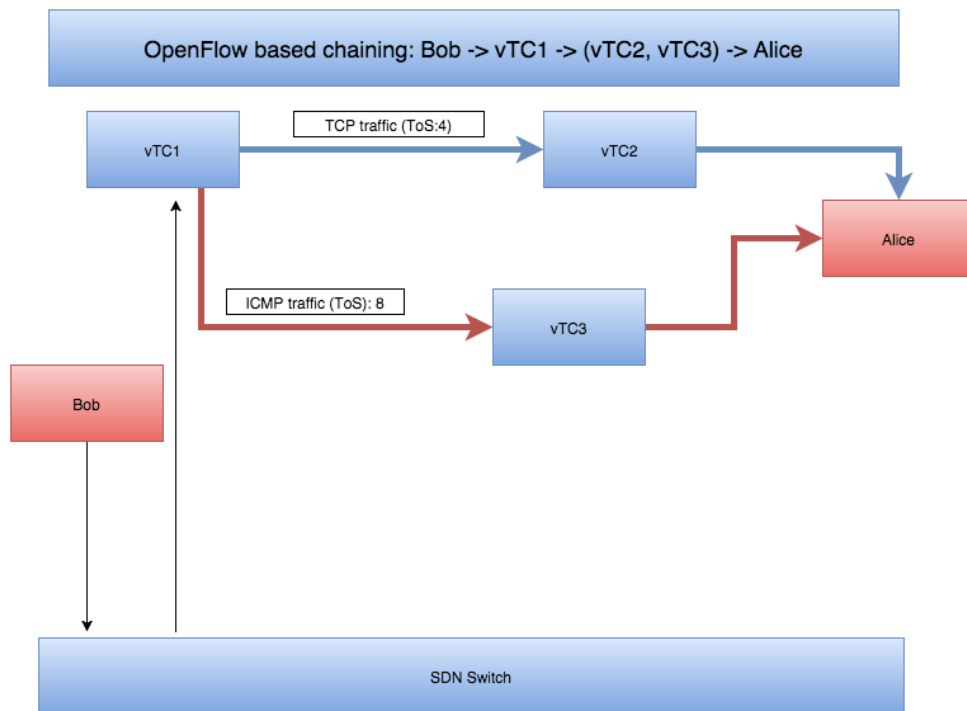 OpenFlow based chaining: Bob -> vTC1 -> (vTC2, vTC3) -> Alice
TCP traffic (ToS:4)
vTC1
vTC2
Alice
ICMP traffic (ToS): 8
vTC3
Bob
SDN Switch